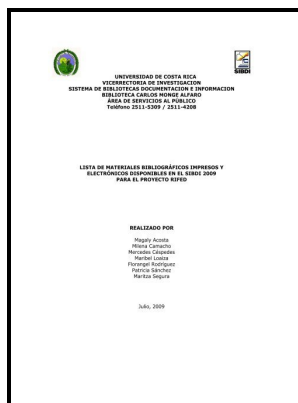 SIBDI
UNIVERSIDAD DE COSTA RICA
VICERRECTORIA DE INVESTIGACION
SISTEMA DE BIBLIOTECAS DOCUMENTACION E INFORMACION
BIBLIOTECA CARLOS MONGE ALFARO
ÁREA DE SERVICIOS AL PÚBLICO
Teléfono 2511-5309 / 2511-4208
LISTA DE MATERIALES BIBLIOGRÁFICOS IMPRESOS Y
ELECTRÓNICOS DISPONIBLES EN EL SIBDI 2009
PARA EL PROYECTO RIFED
REALIZADO POR
Magaly Acosta
Milena Camacho
Mercedes Céspedes
Maribel Loaiza
Florangel Rodríguez
Patricia Sánchez
Maritza Segura
Julio, 2009